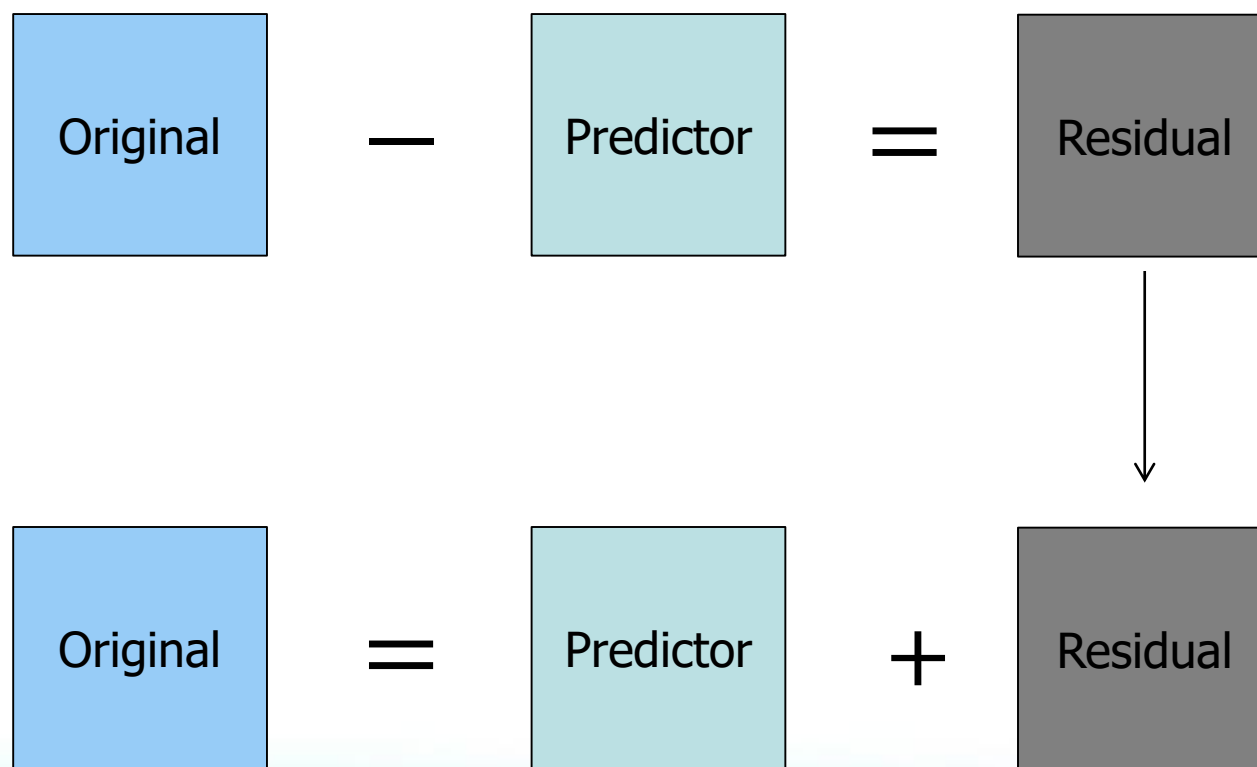 Original − Predictor = Residual
Original = Predictor + Residual